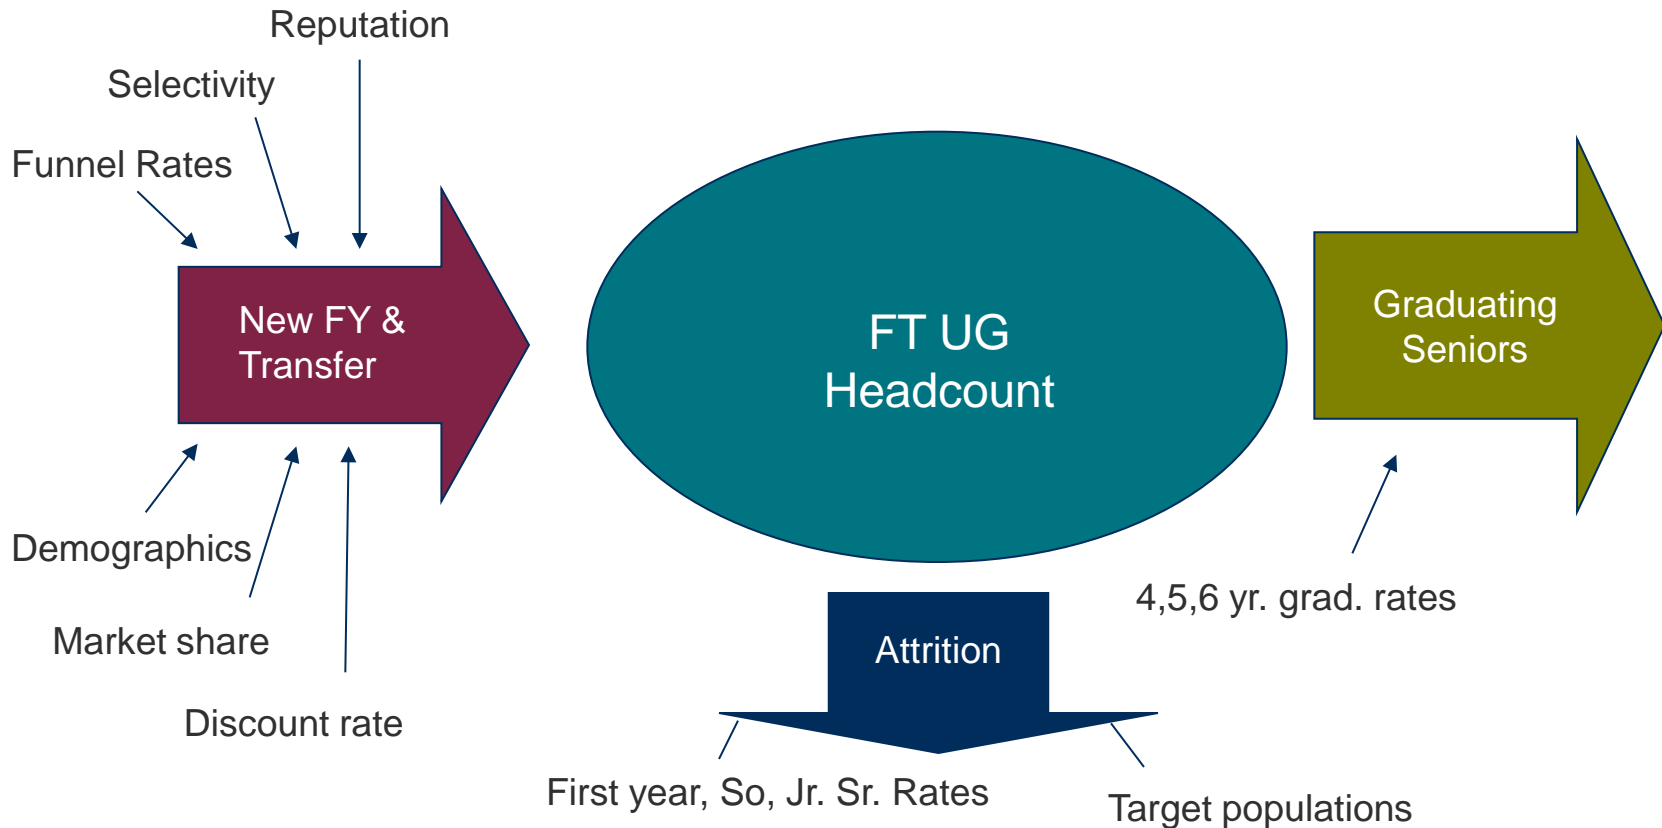 Reputation
Selectivity
Funnel Rates
New FY &
Transfer
FT UG
Headcount
Graduating
Seniors
Demographics
Market share
Discount rate
Attrition
4,5,6 yr. grad. rates
First year, So, Jr. Sr. Rates
Target populations